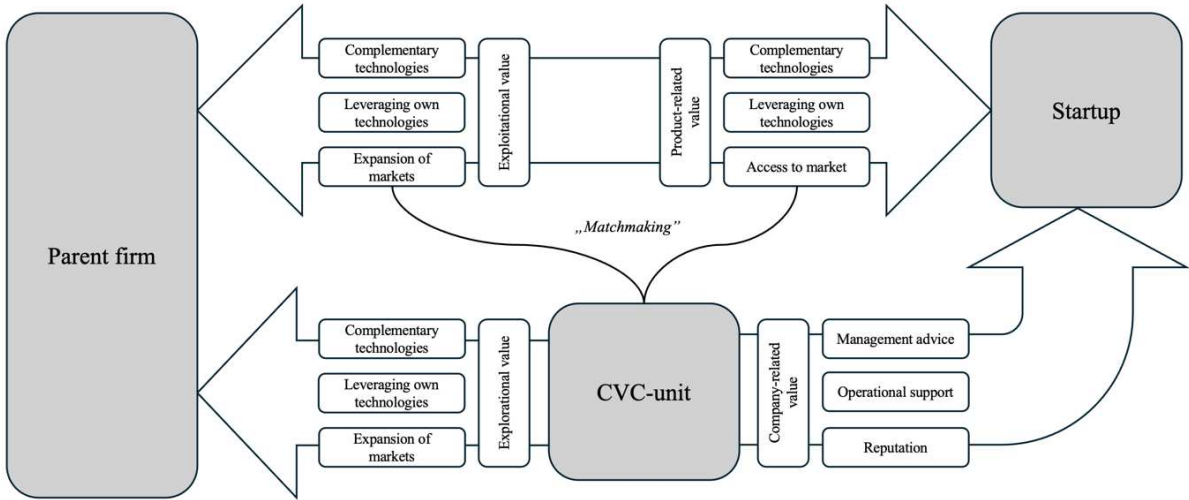 Parent firm
Complementary
technologies
Leveraging own
technologies
Expansion of
markets
Exploitational value
Product-related
value
Complementary
technologies
Leveraging own
technologies
Access to market
Startup
„Matchmaking”
Complementary
technologies
Leveraging own
technologies
Expansion of
markets
Explorational value
CVC-unit
Company-related
value
Management advice
Operational support
Reputation